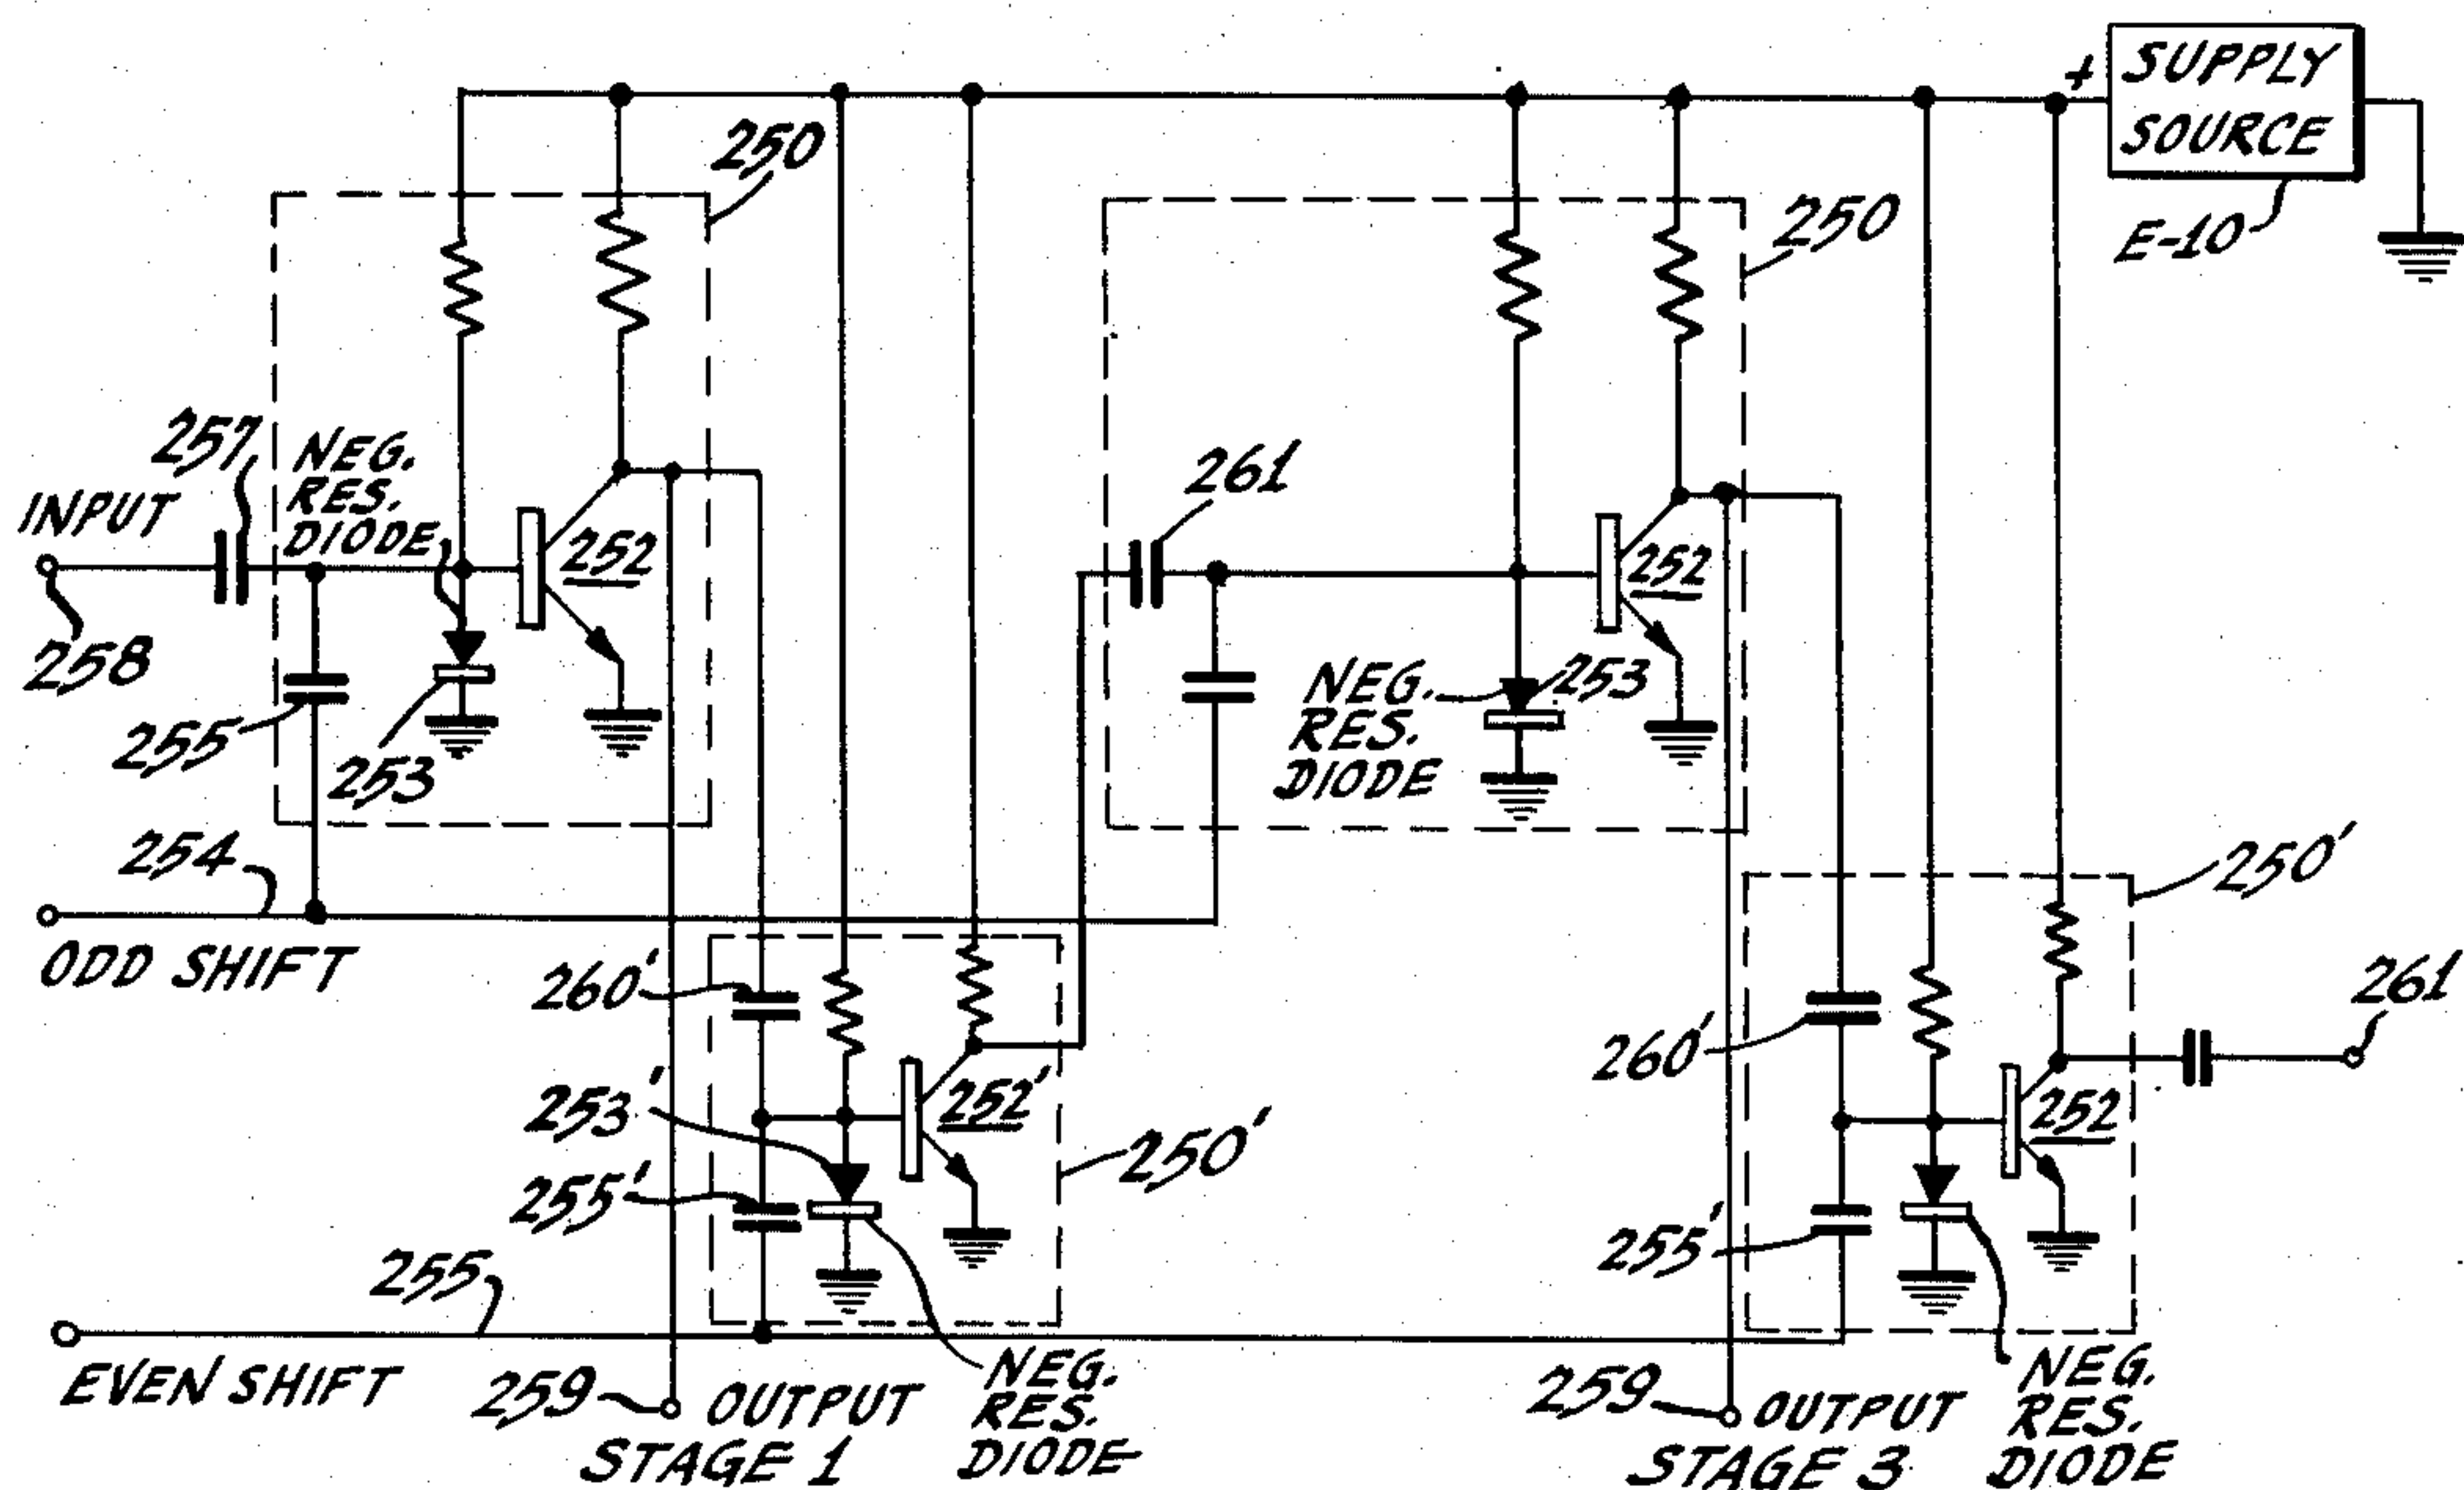 SUPPLY
SOURCE
+
E-10
250
250
257
NEG.
RES.
DIODE
INPUT
252
258
255
253
261
252
NEG.
RES.
DIODE
253
254
ODD SHIFT
250'
260'
253'
252'
255'
250'
261
260'
252
255'
255
EVEN SHIFT
259
OUTPUT
STAGE 1
NEG.
RES.
DIODE
259
OUTPUT
STAGE 3
NEG.
RES.
DIODE